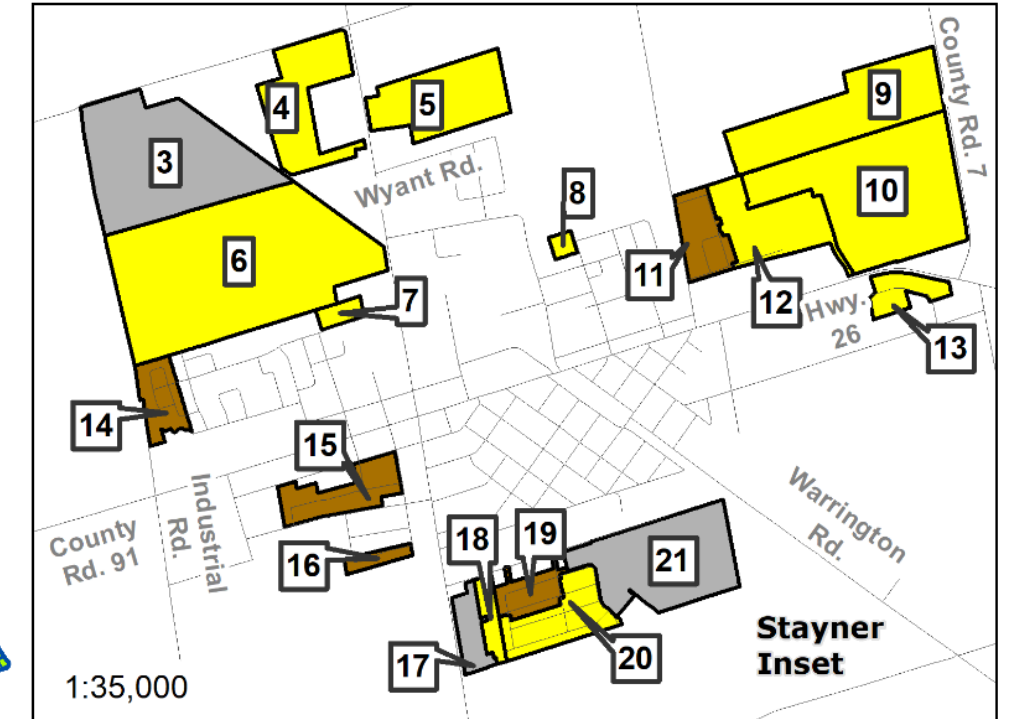 4
5
9
3
Wyant Rd.
County Rd. 7
8
10
6
11
7
12
Hwy.
26
13
14
15
Industrial
Rd.
County
Rd. 91
Warrington
Rd.
16
18
19
21
17
20
Stayner
Inset
1:35,000